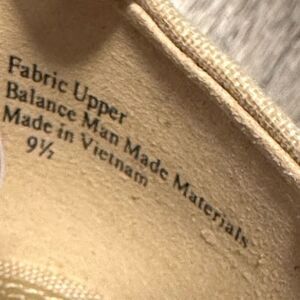 Fabric Upper
Balance Man Made Materials
Made in Vietnam
9½